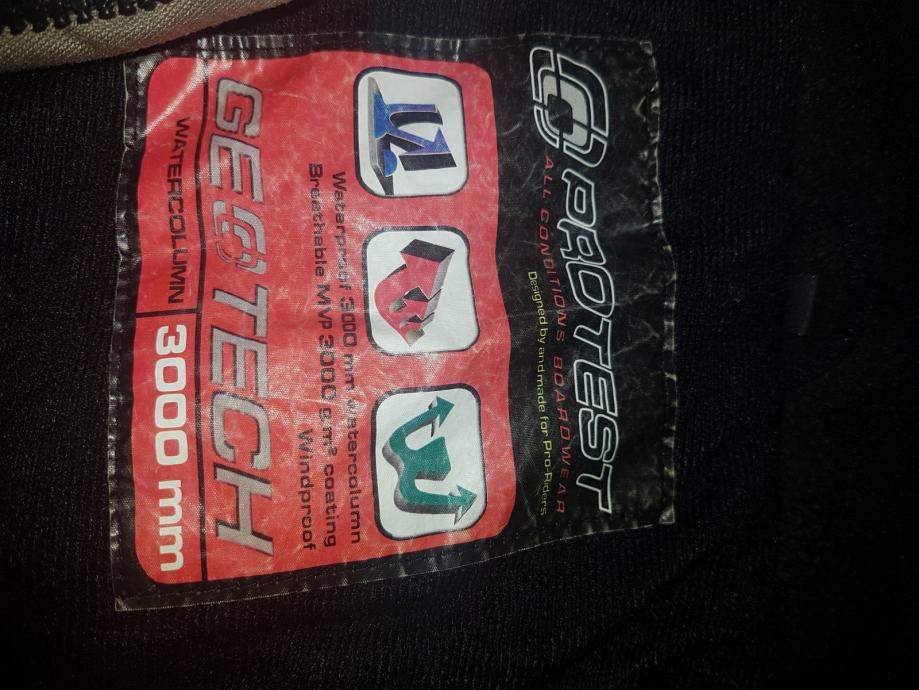 PROTEST
ALL CONDITIONS BOARDWEAR
Designed by and made for Pro-Riders
Waterproof 3000 mm watercolumn
Breathable MVP 3000 g.m² coating
Windproof
GEOTECH
WATERCOLUMN 3000 mm